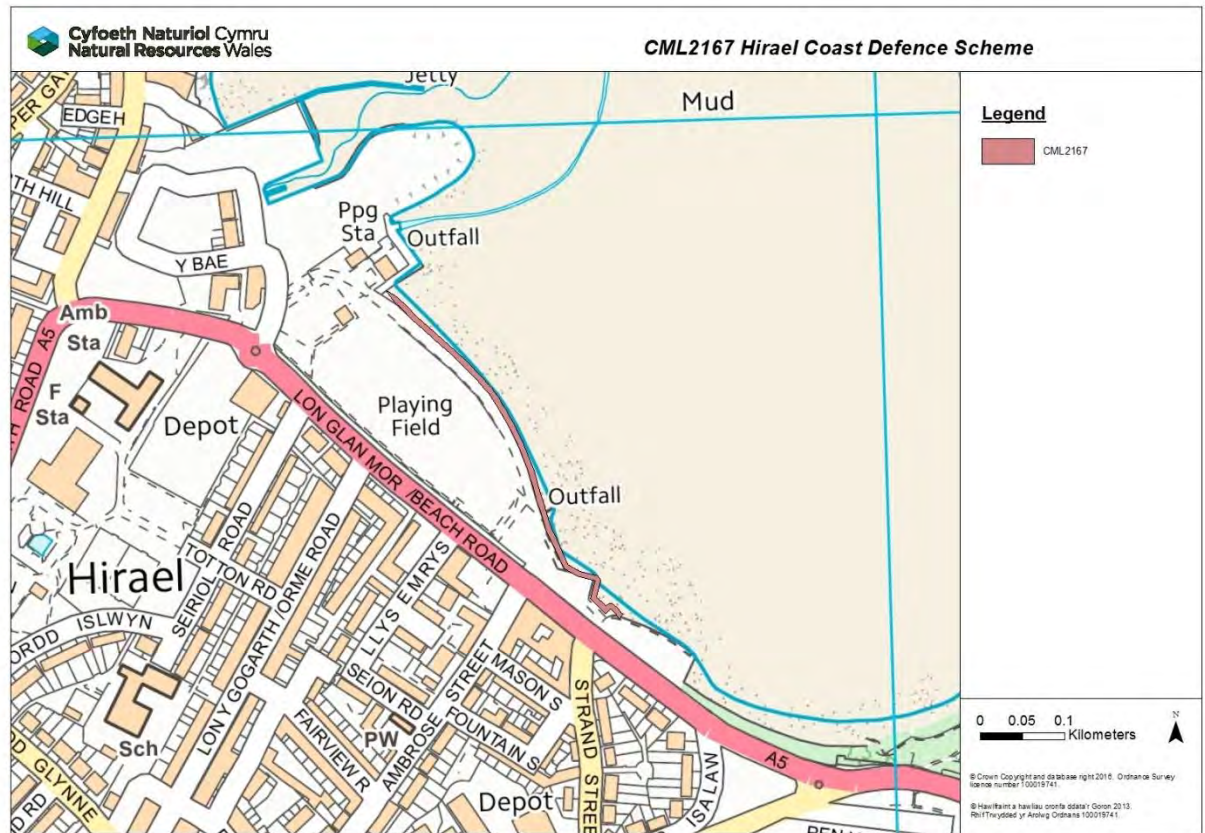 Cyfoeth Naturiol Cymru
Natural Resources Wales
CML2167 Hirael Coast Defence Scheme
Jetty
Mud
Legend
CML2167
EDGEH
TH HILL
Ppg
Sta
Outfall
Y BAE
Amb
Sta
ROAD A5
F
Sta
Depot
Playing
Field
LON GLAN MOR /BEACH ROAD
Outfall
Hirael
TOTTON RD
SEIRIOL ROAD
LON Y GOGARTH ORME ROAD
LLYS EMRYS
ORDD ISLWYN
MASON S
SEION RD
AMBROSE STREET
FOUNTAIN S
FAIRVIEW R
PW
STRAND STREE
Sch
GLYNNE
Depot
ISALAW
A5
0 0.05 0.1
Kilometers
N
© Crown Copyright and database right 2016. Ordnance Survey
licence number 100019741.
© Hawlfraint a hawliau cronfa ddata'r Goron 2013.
Rhif Trwydded yr Arolwg Ordnans 100019741.